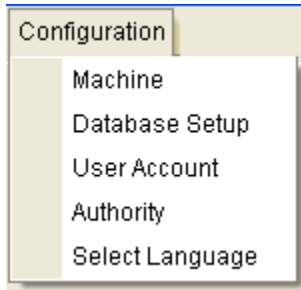 Configuration
Machine
Database Setup
User Account
Authority
Select Language